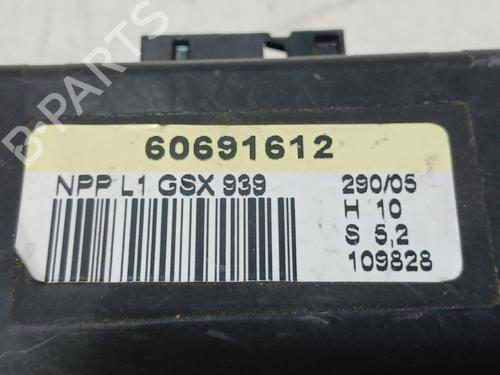 60691612
NPP L1 GSX 939
290/05
H 10
S 5,2
109828
B-PARTS